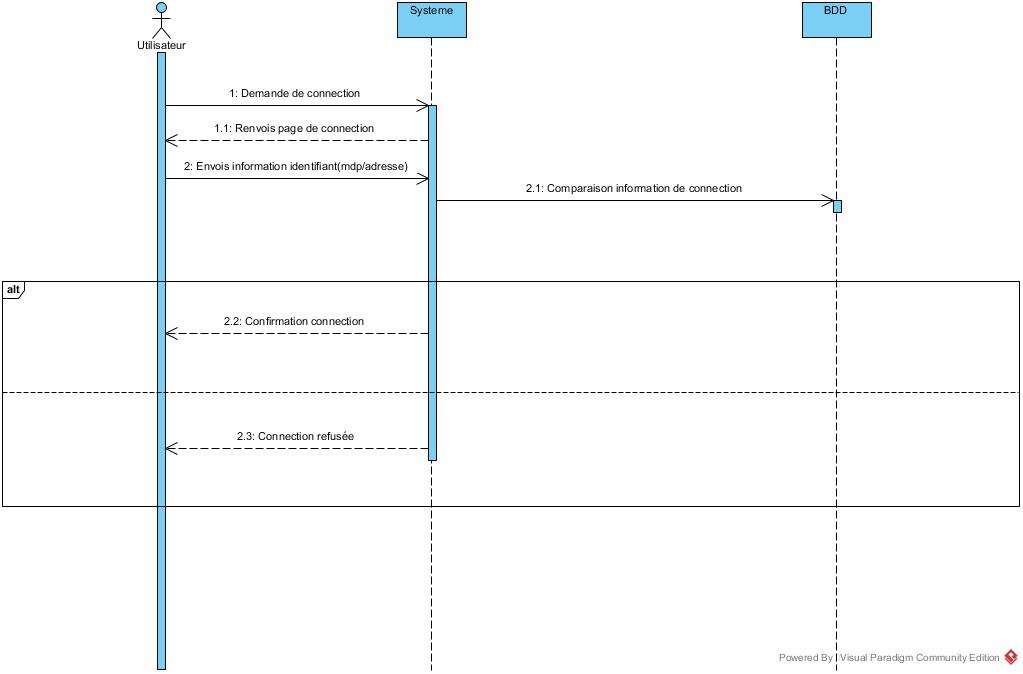 Systeme
BDD
Utilisateur
1: Demande de connection
1.1: Renvois page de connection
2: Envois information identifiant(mdp/adresse)
2.1: Comparaison information de connection
alt
2.2: Confirmation connection
2.3: Connection refusée
Powered By Visual Paradigm Community Edition